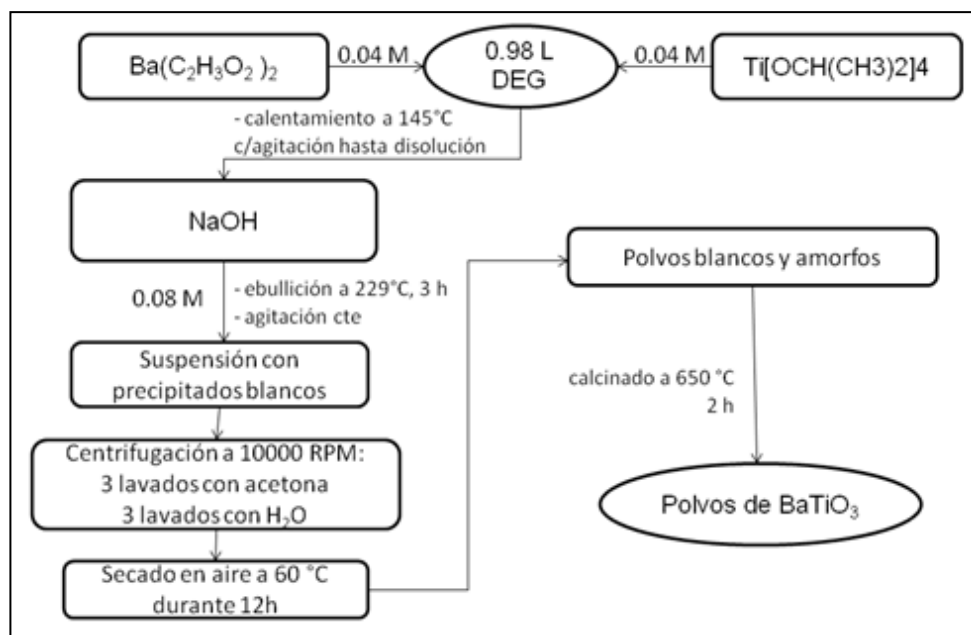 Ba(C₂H₃O₂ )₂
0.04 M
0.98 L
DEG
0.04 M
Ti[OCH(CH3)2]4
- calentamiento a 145°C
c/agitación hasta disolución
NaOH
0.08 M
- ebullición a 229°C, 3 h
- agitación cte
Suspensión con
precipitados blancos
Centrifugación a 10000 RPM:
3 lavados con acetona
3 lavados con H₂O
Secado en aire a 60 °C
durante 12h
Polvos blancos y amorfos
calcinado a 650 °C
2 h
Polvos de BaTiO₃